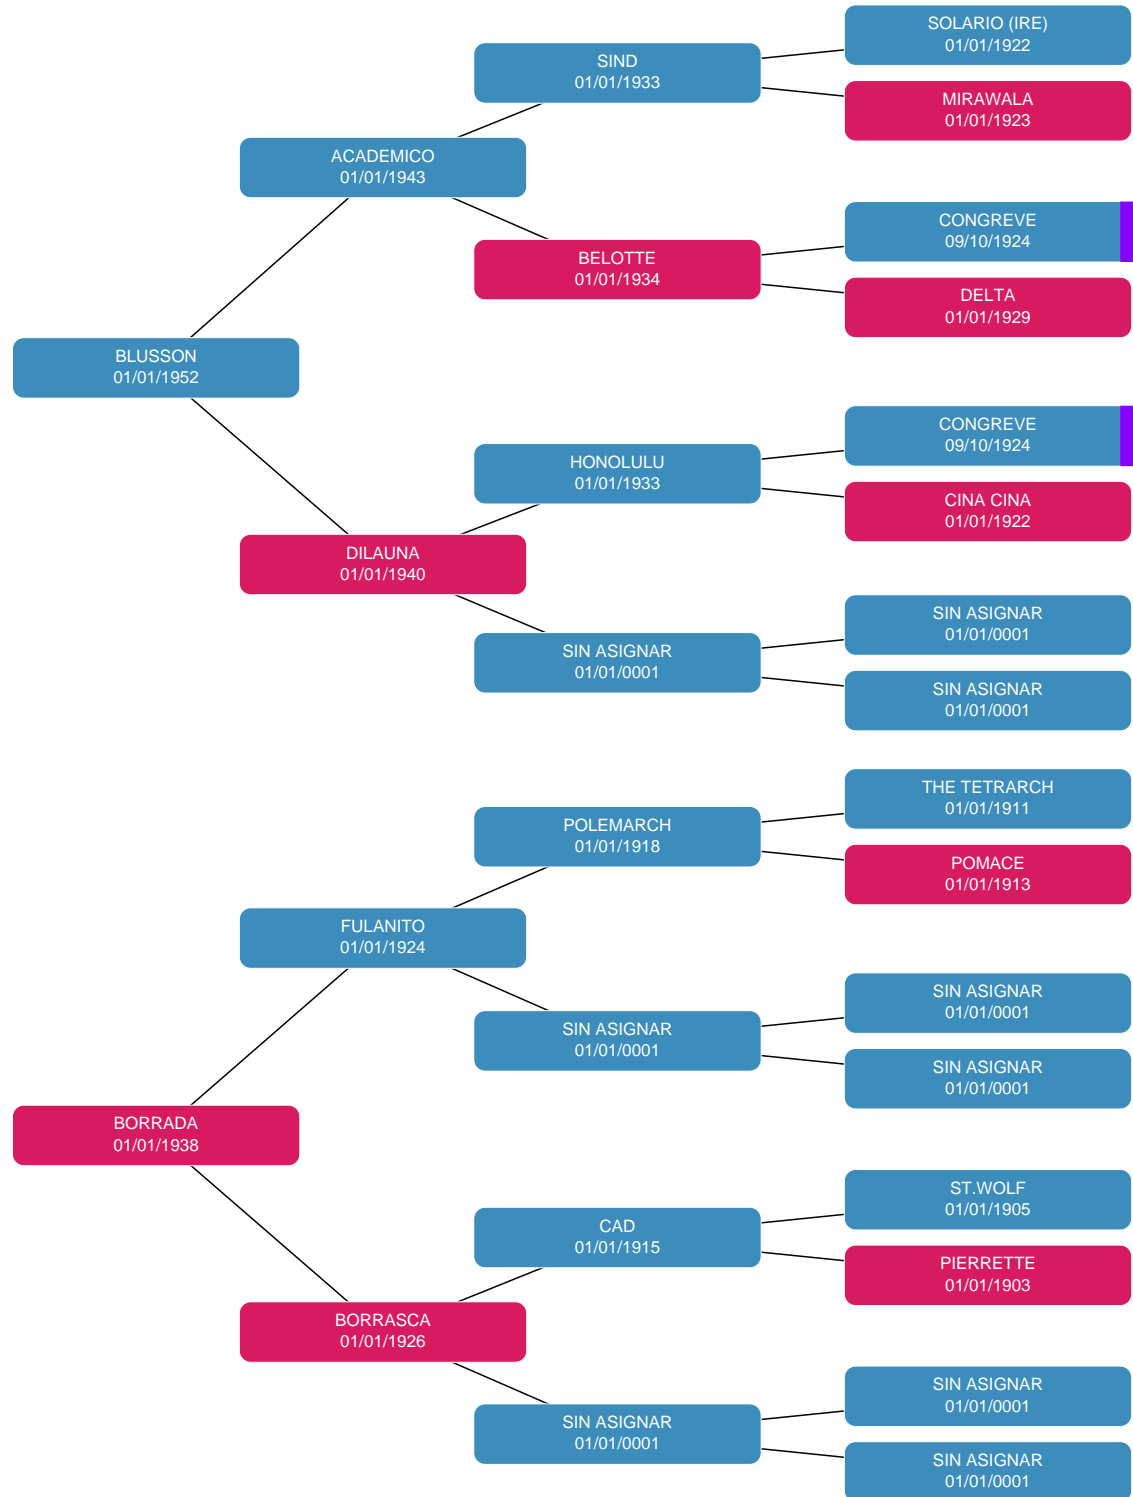 SOLARIO (IRE)
01/01/1922
SIND
01/01/1933
MIRAWALA
01/01/1923
ACADEMICO
01/01/1943
CONGREVE
09/10/1924
BELOTTE
01/01/1934
DELTA
01/01/1929
BLUSSON
01/01/1952
CONGREVE
09/10/1924
HONOLULU
01/01/1933
CINA CINA
01/01/1922
DILAUNA
01/01/1940
SIN ASIGNAR
01/01/0001
SIN ASIGNAR
01/01/0001
SIN ASIGNAR
01/01/0001
THE TETRARCH
01/01/1911
POLEMARCH
01/01/1918
POMACE
01/01/1913
FULANITO
01/01/1924
SIN ASIGNAR
01/01/0001
SIN ASIGNAR
01/01/0001
SIN ASIGNAR
01/01/0001
BORRADA
01/01/1938
ST.WOLF
01/01/1905
CAD
01/01/1915
PIERRETTE
01/01/1903
BORRASCA
01/01/1926
SIN ASIGNAR
01/01/0001
SIN ASIGNAR
01/01/0001
SIN ASIGNAR
01/01/0001